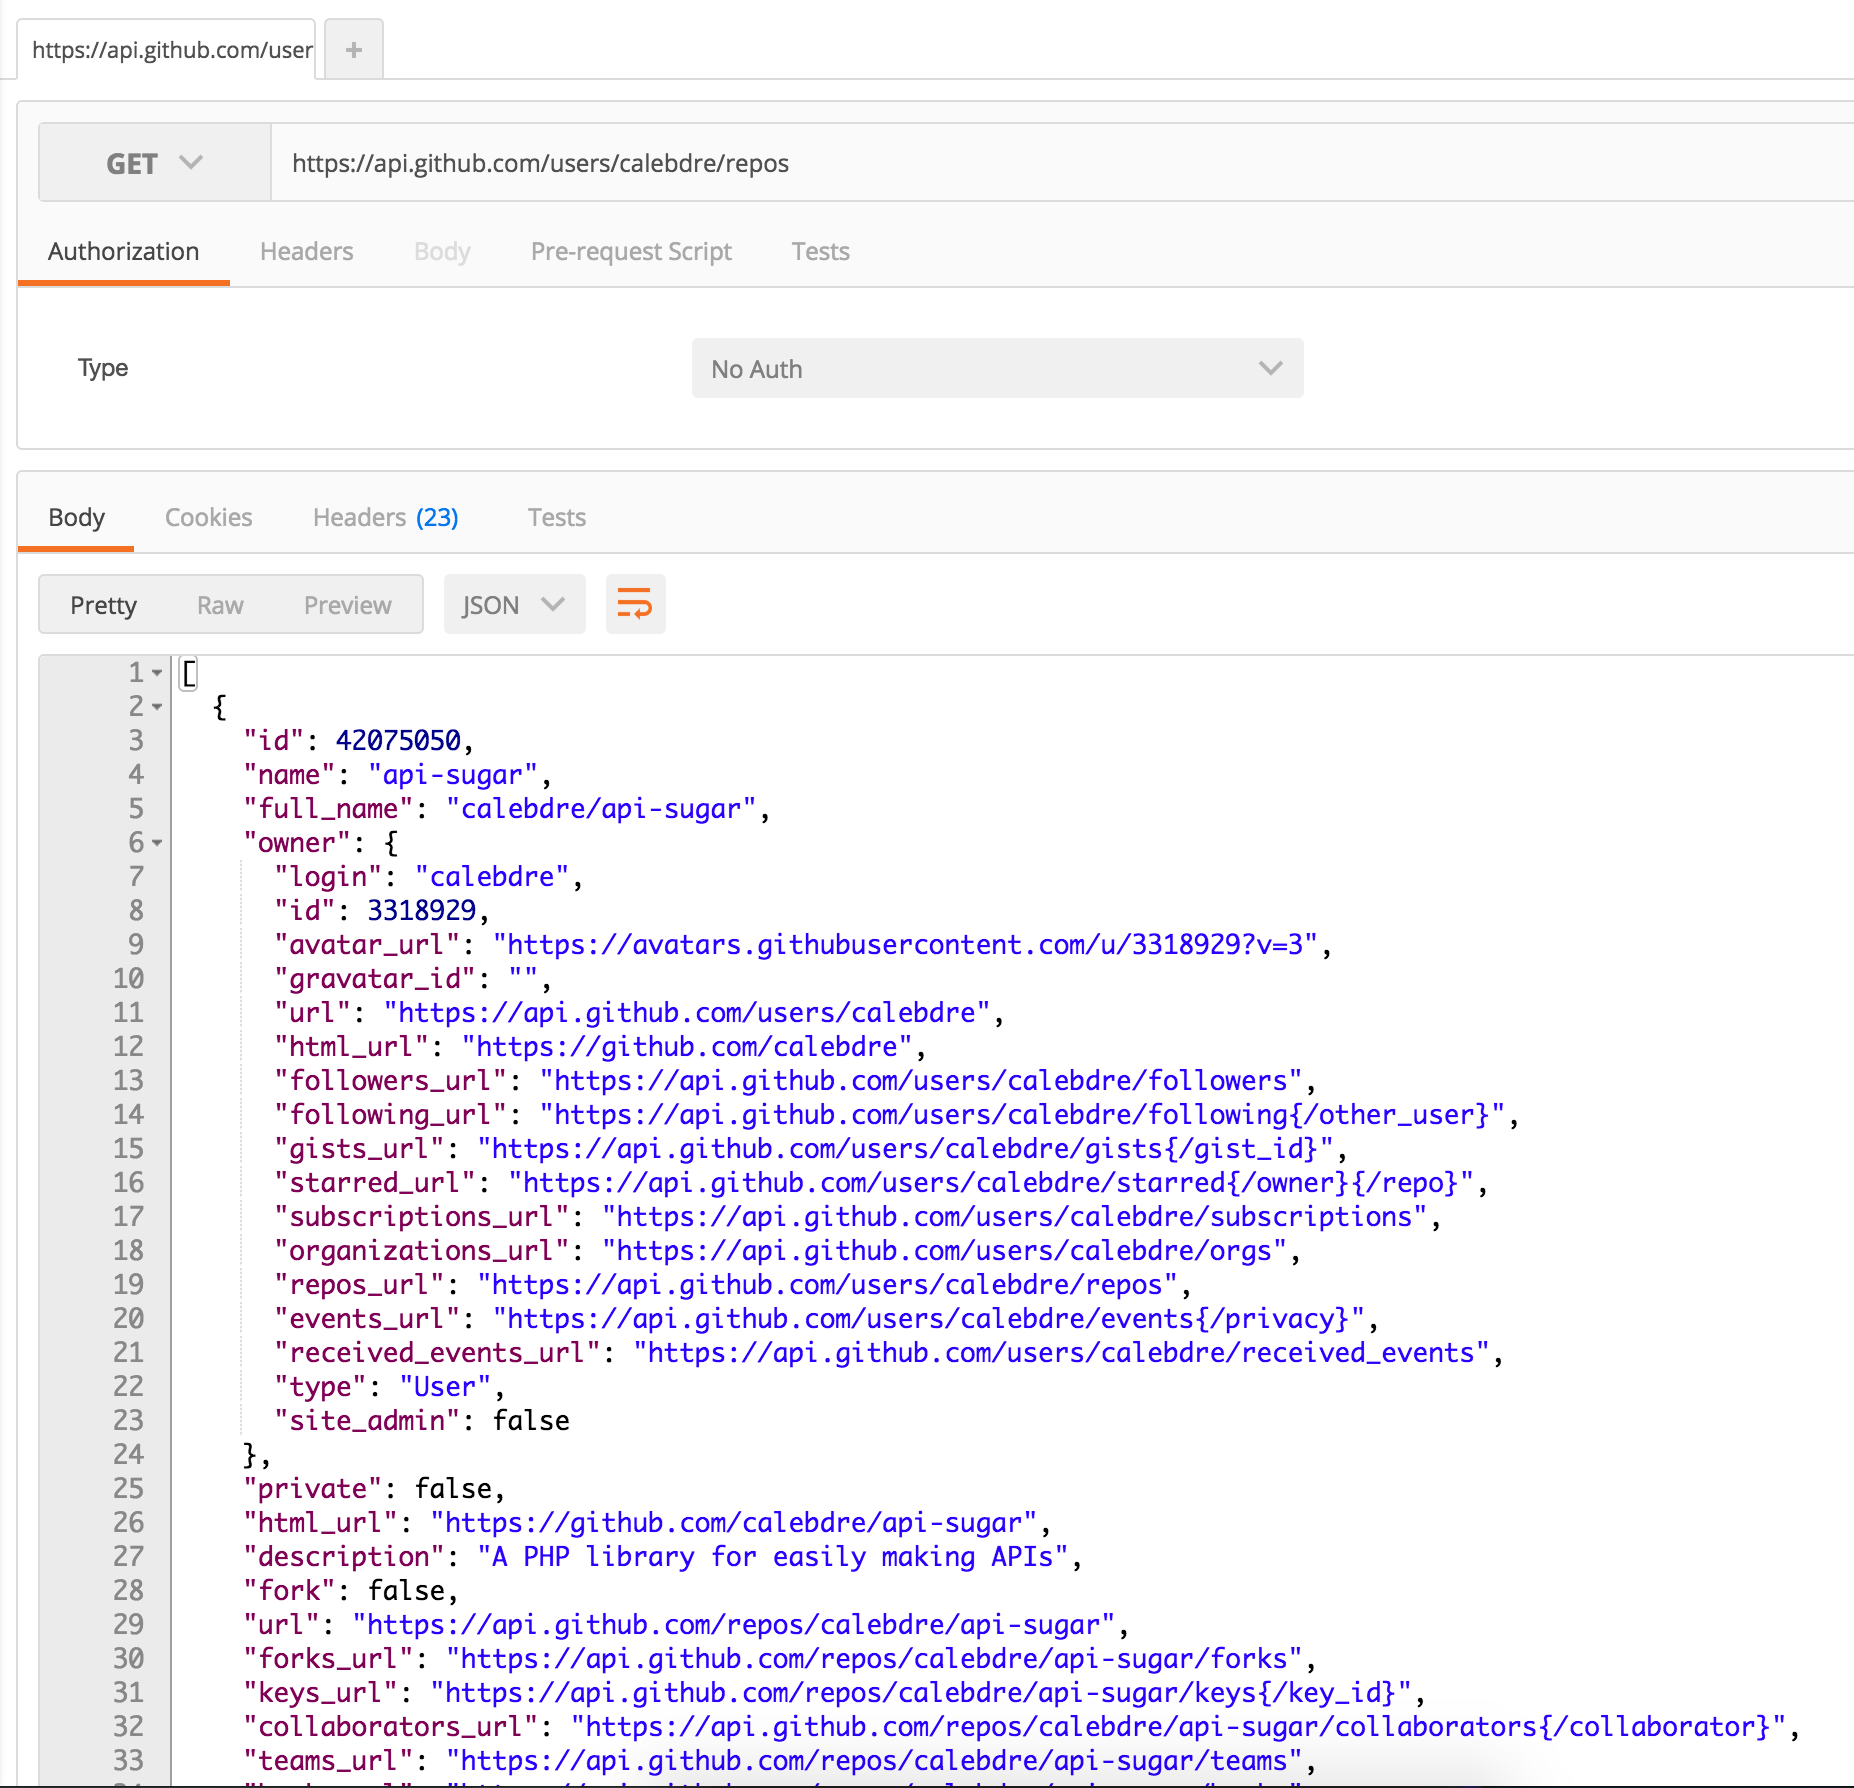 https://api.github.com/user
+
GET
https://api.github.com/users/calebdre/repos
Authorization Headers Body Pre-request Script Tests
Type No Auth
Body Cookies Headers (23) Tests
Pretty Raw Preview JSON
1 [
2 {
3 "id": 42075050,
4 "name": "api-sugar",
5 "full_name": "calebdre/api-sugar",
6 "owner": {
7 "login": "calebdre",
8 "id": 3318929,
9 "avatar_url": "https://avatars.githubusercontent.com/u/3318929?v=3",
10 "gravatar_id": "",
11 "url": "https://api.github.com/users/calebdre",
12 "html_url": "https://github.com/calebdre",
13 "followers_url": "https://api.github.com/users/calebdre/followers",
14 "following_url": "https://api.github.com/users/calebdre/following{/other_user}",
15 "gists_url": "https://api.github.com/users/calebdre/gists{/gist_id}",
16 "starred_url": "https://api.github.com/users/calebdre/starred{/owner}{/repo}",
17 "subscriptions_url": "https://api.github.com/users/calebdre/subscriptions",
18 "organizations_url": "https://api.github.com/users/calebdre/orgs",
19 "repos_url": "https://api.github.com/users/calebdre/repos",
20 "events_url": "https://api.github.com/users/calebdre/events{/privacy}",
21 "received_events_url": "https://api.github.com/users/calebdre/received_events",
22 "type": "User",
23 "site_admin": false
24 },
25 "private": false,
26 "html_url": "https://github.com/calebdre/api-sugar",
27 "description": "A PHP library for easily making APIs",
28 "fork": false,
29 "url": "https://api.github.com/repos/calebdre/api-sugar",
30 "forks_url": "https://api.github.com/repos/calebdre/api-sugar/forks",
31 "keys_url": "https://api.github.com/repos/calebdre/api-sugar/keys{/key_id}",
32 "collaborators_url": "https://api.github.com/repos/calebdre/api-sugar/collaborators{/collaborator}",
33 "teams_url": "https://api.github.com/repos/calebdre/api-sugar/teams",